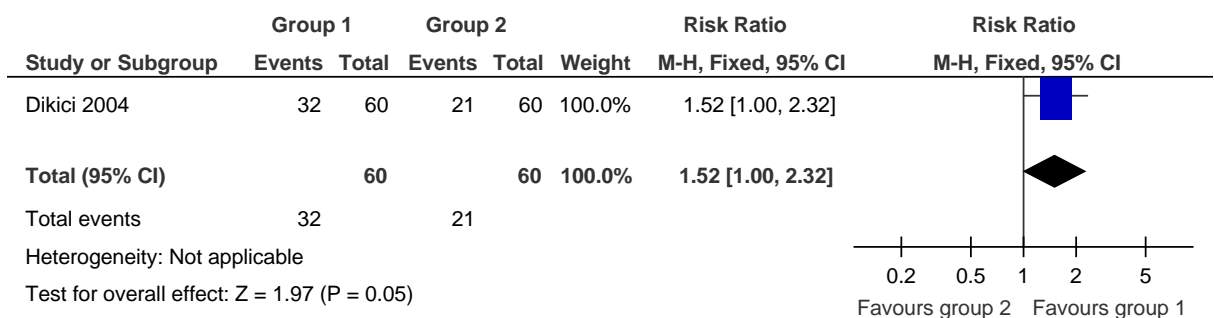 Group 1 Group 2 Risk Ratio Risk Ratio
Study or Subgroup Events Total Events Total Weight M-H, Fixed, 95% CI M-H, Fixed, 95% CI
Dikici 2004 32 60 21 60 100.0% 1.52 [1.00, 2.32]
Total (95% CI) 60 60 100.0% 1.52 [1.00, 2.32]
Total events 32 21
Heterogeneity: Not applicable
Test for overall effect: Z = 1.97 (P = 0.05)
0.2 0.5 1 2 5
Favours group 2 Favours group 1